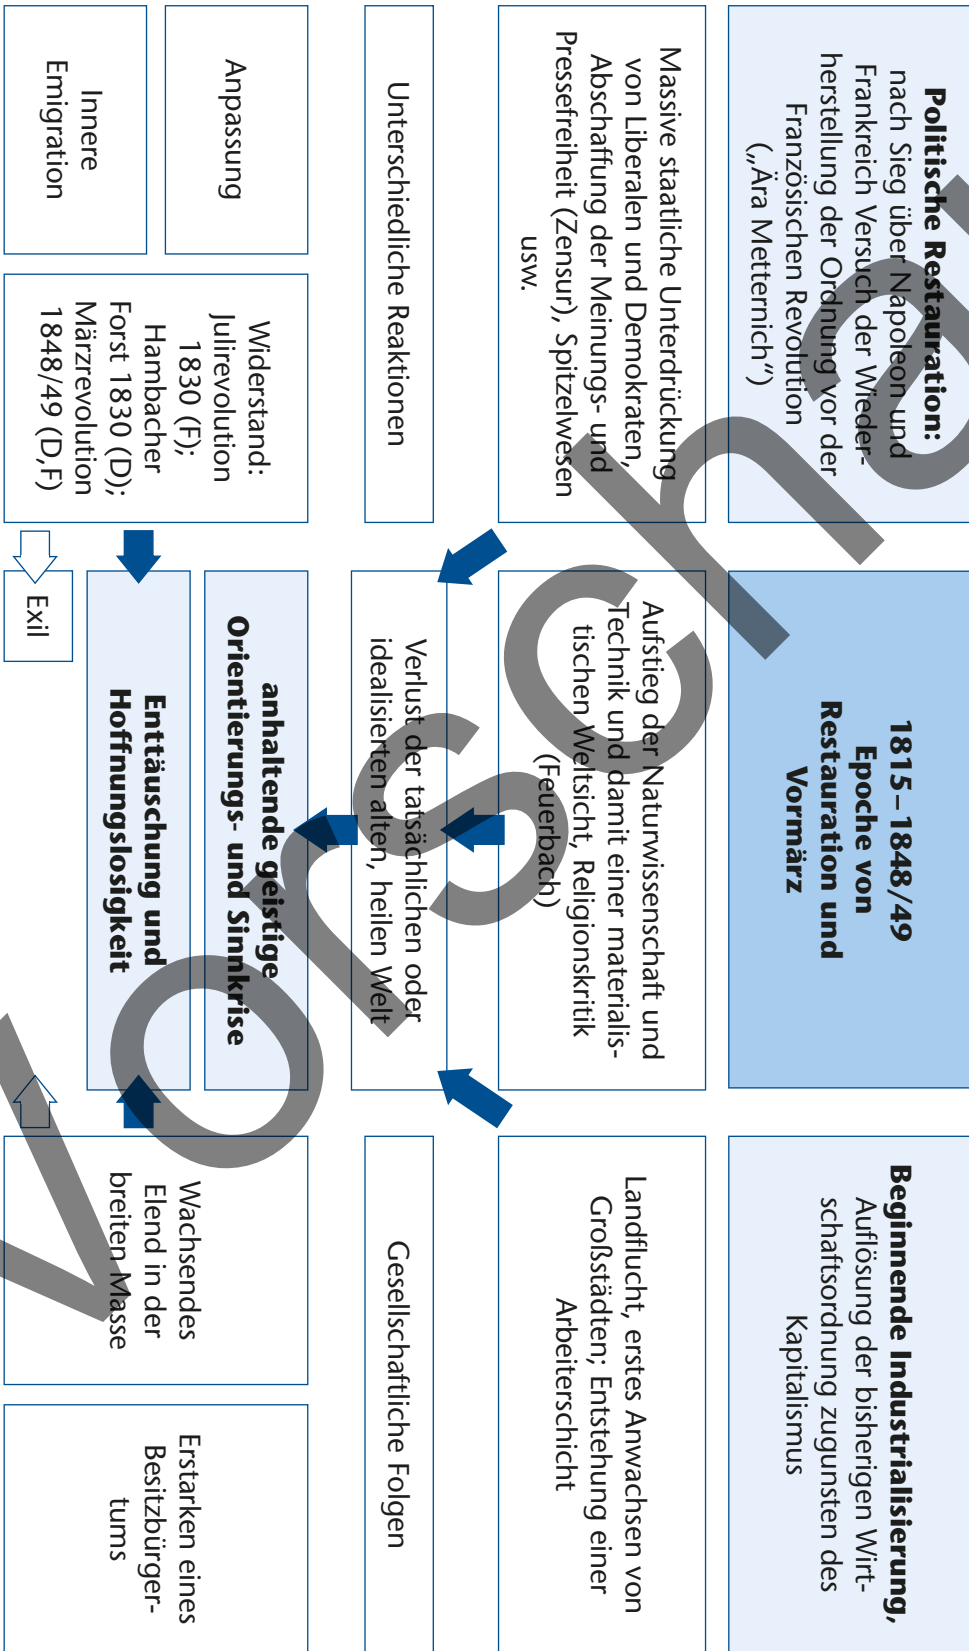 Politische Restauration:
nach Sieg über Napoleon und
Frankreich Versuch der Wieder-
herstellung der Ordnung vor der
Französischen Revolution
(„Ära Metternich“)
1815–1848/49
Epoche von
Restauration und
Vormärz
Beginnende Industrialisierung,
Auflösung der bisherigen Wirt-
schaftsordnung zugunsten des
Kapitalismus
Massive staatliche Unterdrückung
von Liberalen und Demokraten,
Abschaffung der Meinungs- und
Pressefreiheit (Zensur), Spitzelwesen
usw.
Aufstieg der Naturwissenschaft und
Technik und damit einer materialis-
tischen Weltsicht, Religionskritik
(Feuerbach)
Landflucht, erstes Anwachsen von
Großstädten; Entstehung einer
Arbeiterschicht
Unterschiedliche Reaktionen
Verlust der tatsächlichen oder
idealisierten alten, heilen Welt
Gesellschaftliche Folgen
Anpassung
Innere
Emigration
Widerstand:
Julirevolution
1830 (F);
Hambacher
Forst 1830 (D);
Märzrevolution
1848/49 (D,F)
anhaltende geistige
Orientierungs- und Sinnkrise
Enttäuschung und
Hoffnungslosigkeit
Exil
Wachsendes
Elend in der
breiten Masse
Erstarken eines
Besitzbürger-
tums
Vorschau